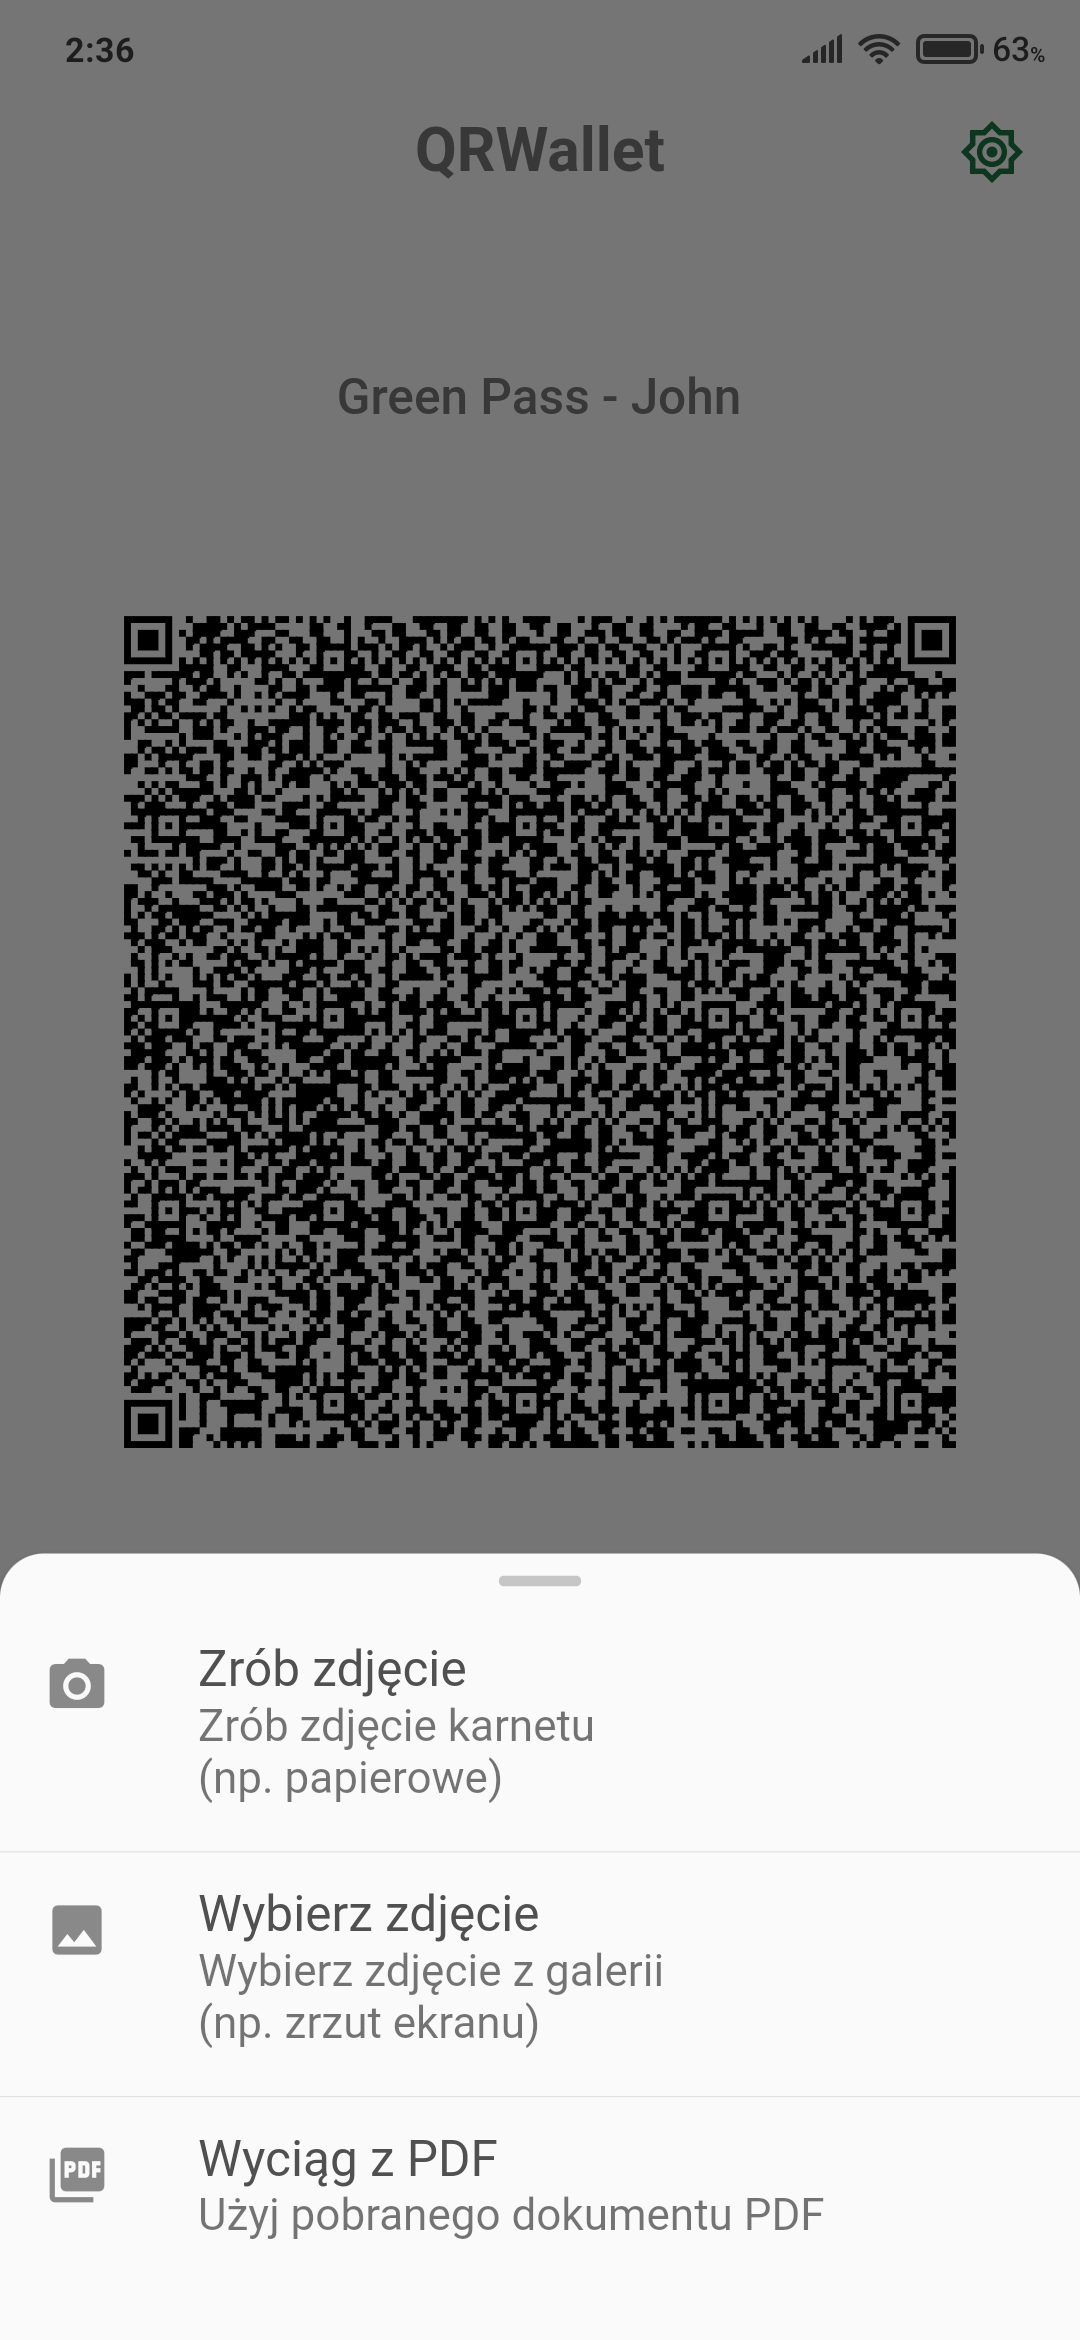 2:36
63%
QRWallet
Green Pass - John
Zrób zdjęcie
Zrób zdjęcie karnetu
(np. papierowe)
Wybierz zdjęcie
Wybierz zdjęcie z galerii
(np. zrzut ekranu)
PDF
Wyciąg z PDF
Użyj pobranego dokumentu PDF